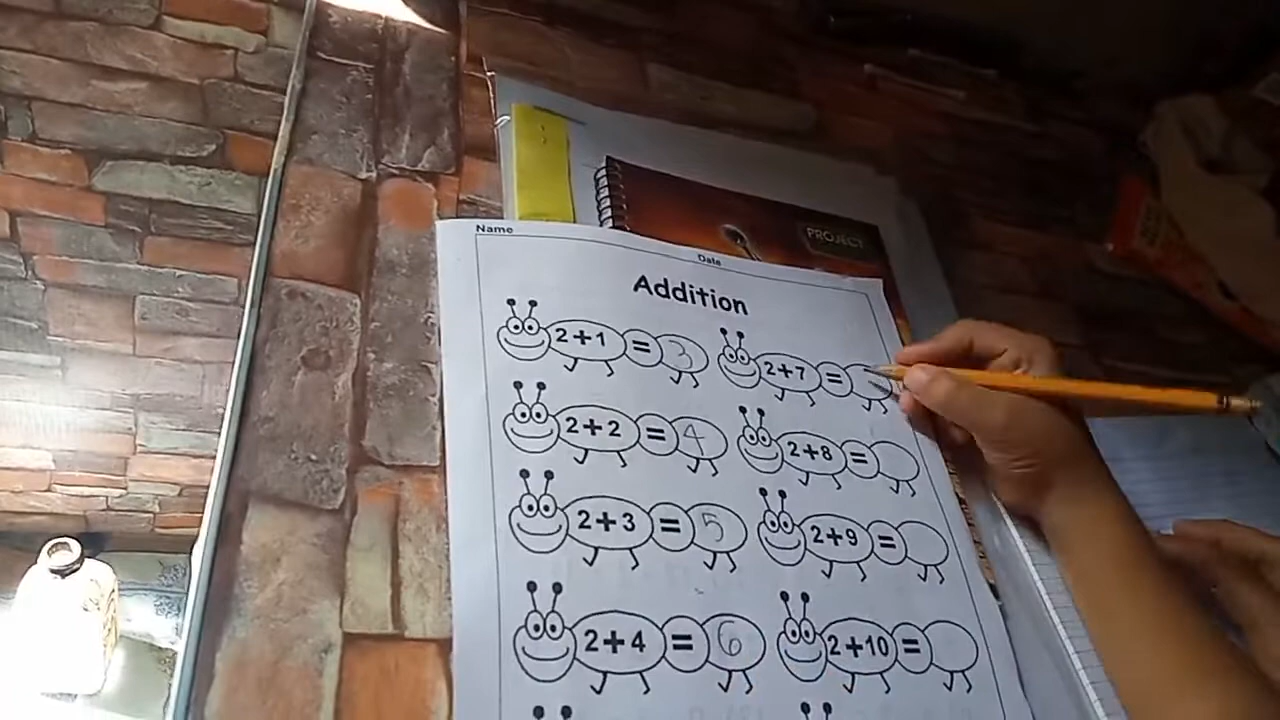 PROJECT
Name
Date
Addition
2+1 = 3
2+7 =
2+2 = 4
2+8 =
2+3 = 5
2+9 =
2+4 = 6
2+10 =